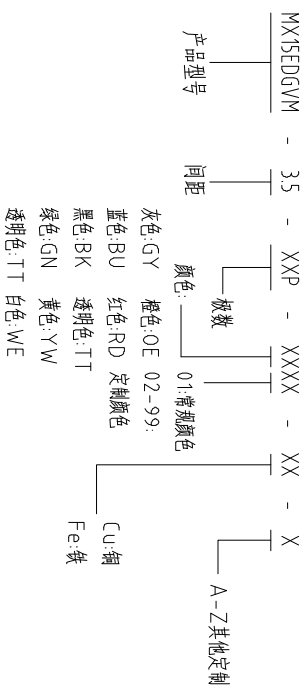 MX15EDGVM - 3.5 - XXP - XXXX - XX - X
产品型号
间距
极数
颜色:
01:常规颜色
灰色:GY 橙色:OE 02-99:
蓝色:BU 红色:RD 定制颜色
黑色:BK 透明色:TT
绿色:GN 黄色:YW
透明色:TT 白色:WE
Cu:铜
Fe:铁
A-Z其他定制